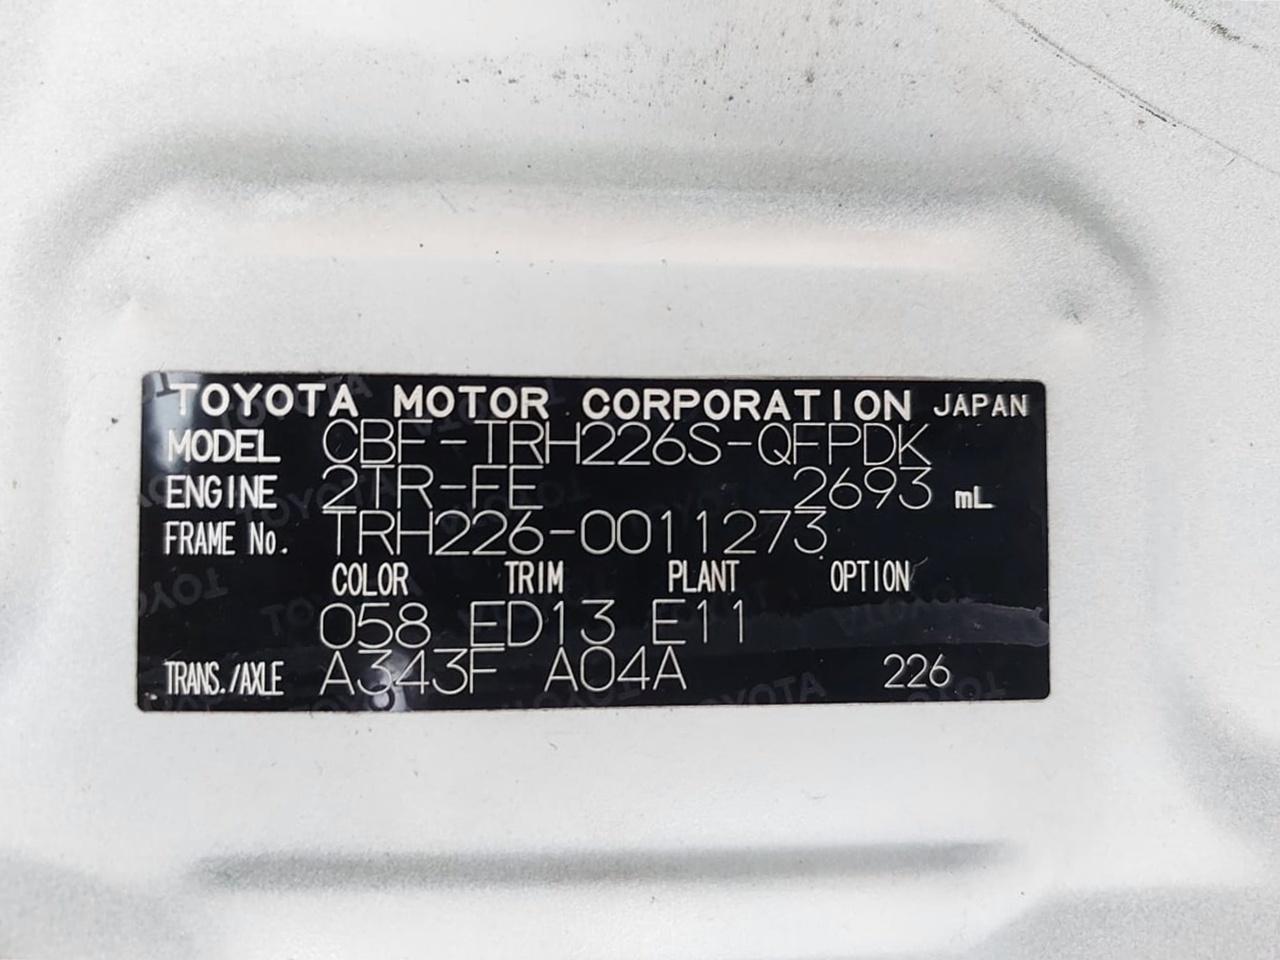 TOYOTA MOTOR CORPORATION JAPAN
MODEL CBF-TRH226S-QFPDK
ENGINE 2TR-FE 2693 mL
FRAME No. TRH226-0011273
COLOR TRIM PLANT OPTION
058 FD13 E11
TRANS./AXLE A343F A04A 226